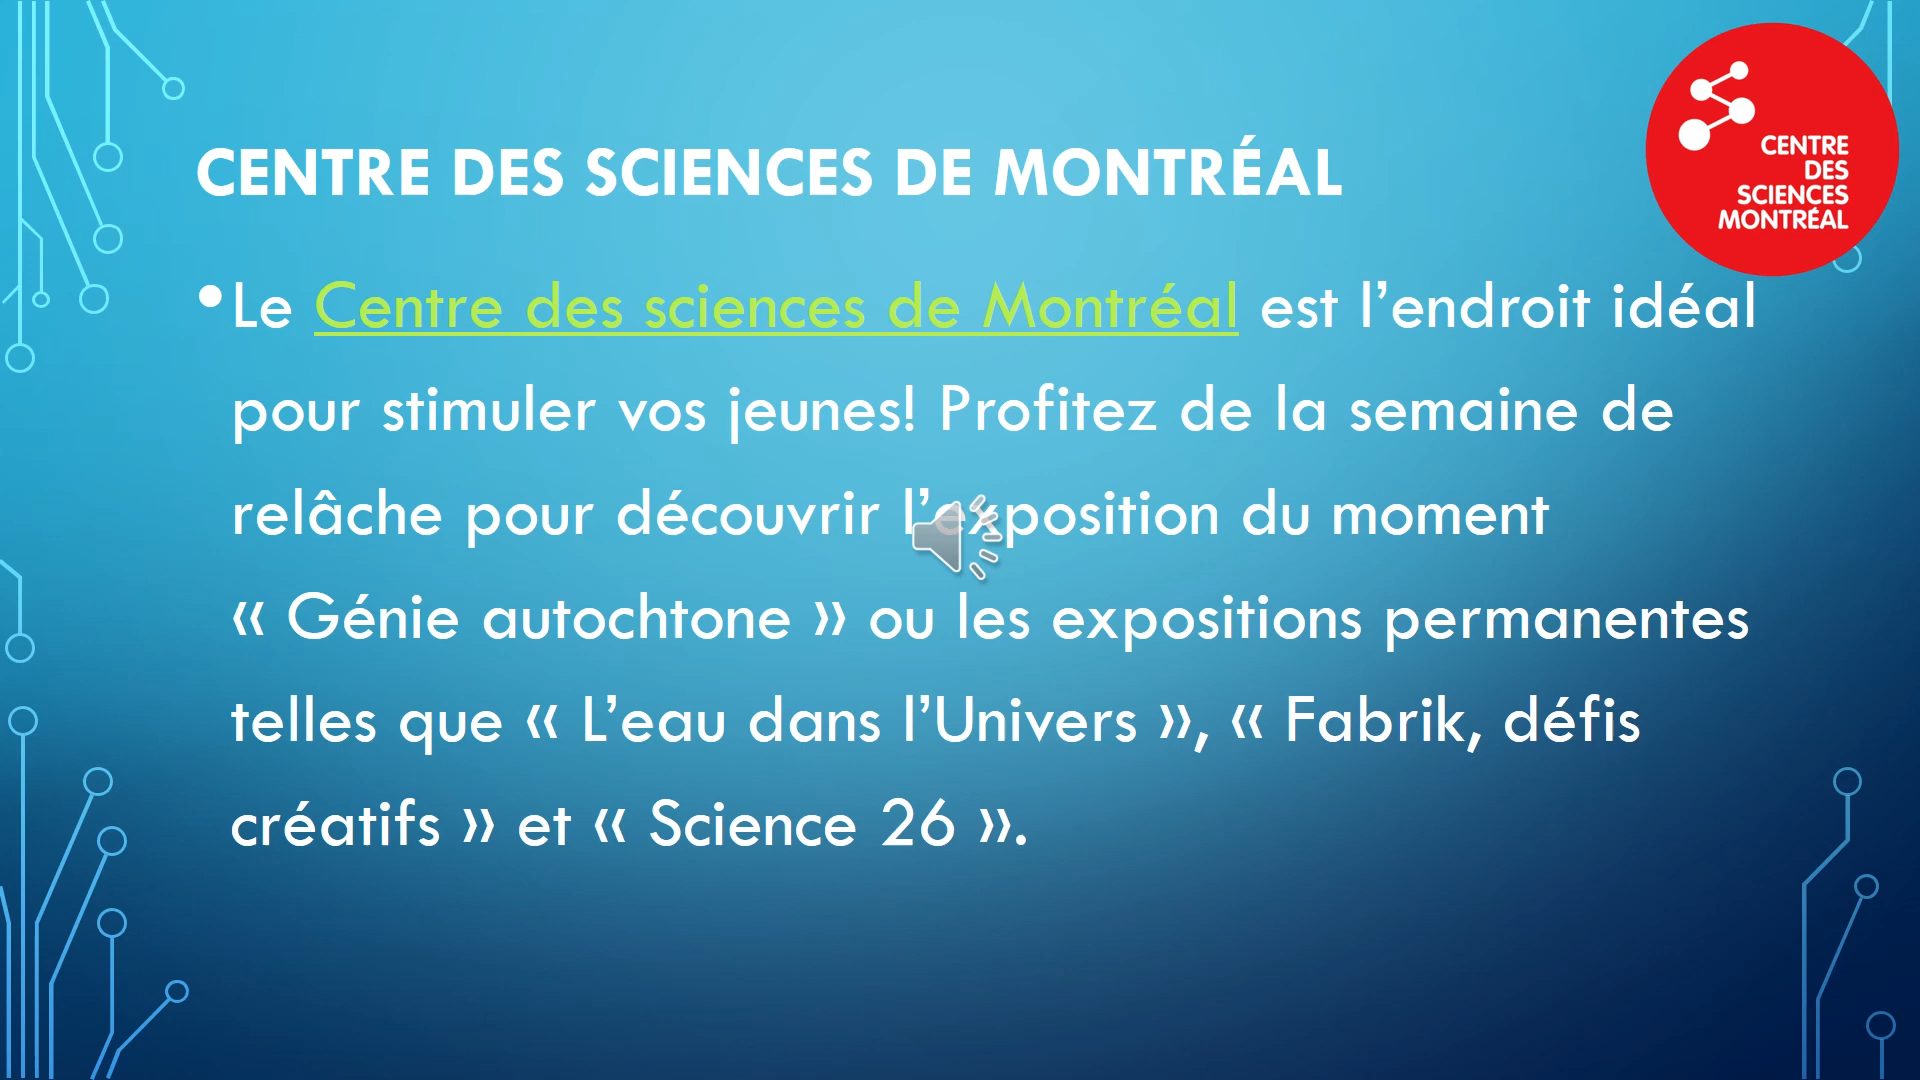 CENTRE DES SCIENCES DE MONTRÉAL
CENTRE
DES
SCIENCES
MONTRÉAL
•Le Centre des sciences de Montréal est l’endroit idéal
pour stimuler vos jeunes! Profitez de la semaine de
relâche pour découvrir l’exposition du moment
« Génie autochtone » ou les expositions permanentes
telles que « L’eau dans l’Univers », « Fabrik, défis
créatifs » et « Science 26 ».